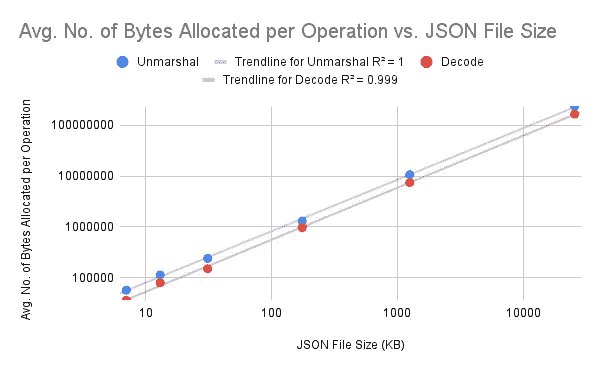 Avg. No. of Bytes Allocated per Operation vs. JSON File Size
Unmarshal Trendline for Unmarshal R² = 1 Decode
Trendline for Decode R² = 0.999
Avg. No. of Bytes Allocated per Operation
100000000
10000000
1000000
100000
10 100 1000 10000
JSON File Size (KB)